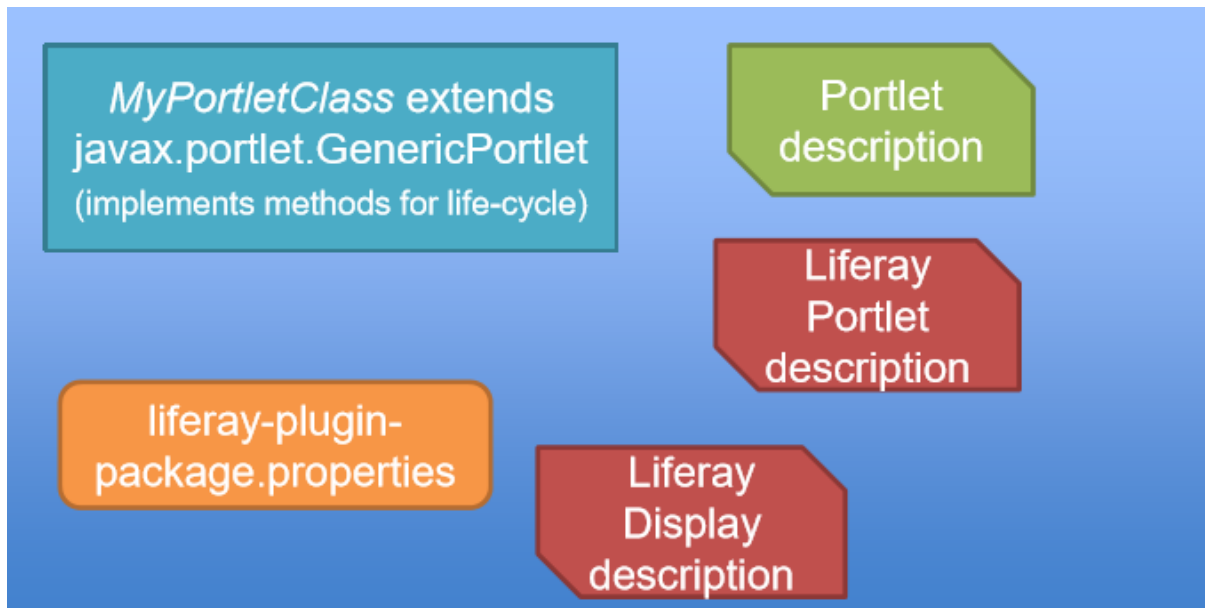 MyPortletClass extends
javax.portlet.GenericPortlet
(implements methods for life-cycle)
Portlet
description
Liferay
Portlet
description
liferay-plugin-
package.properties
Liferay
Display
description